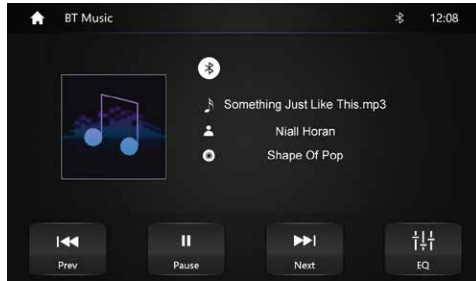 BT Music
12:08
Something Just Like This.mp3
Niall Horan
Shape Of Pop
Prev
Pause
Next
EQ